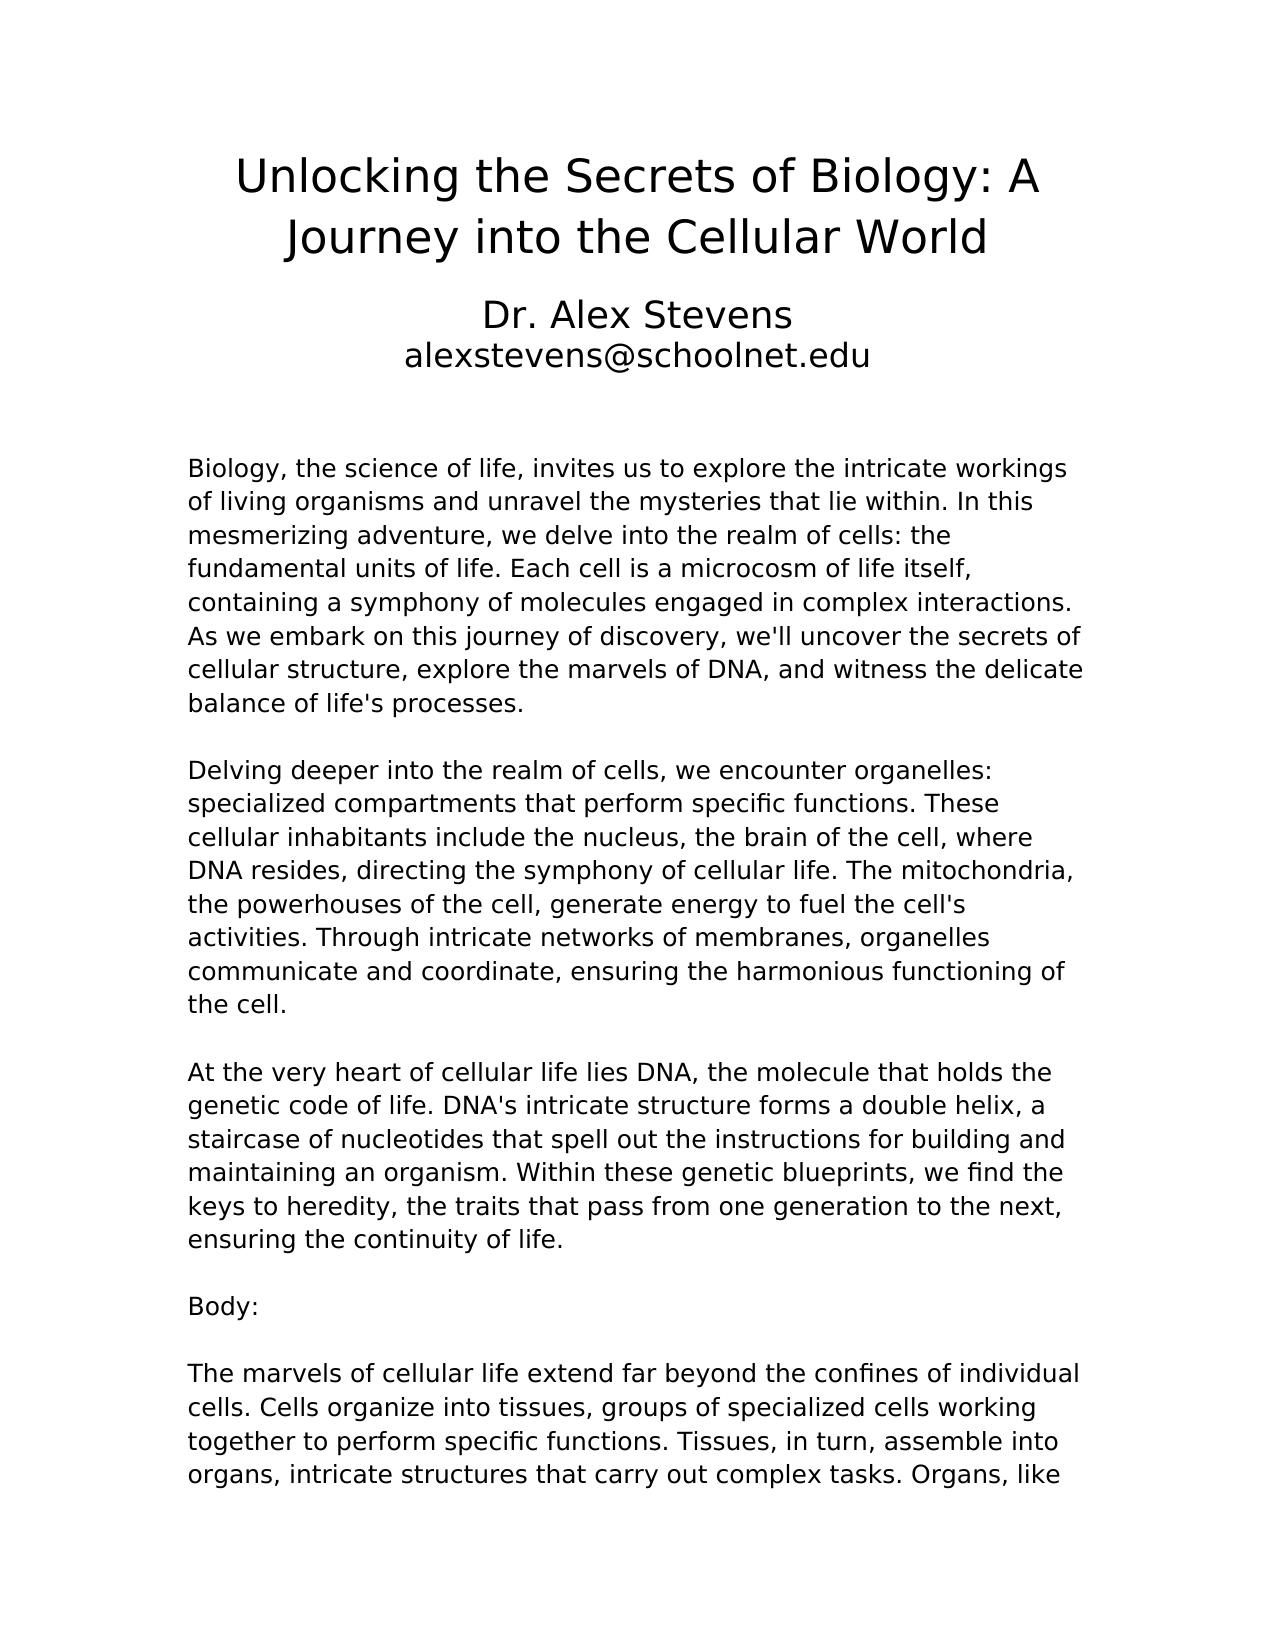 Unlocking the Secrets of Biology: A
Journey into the Cellular World
Dr. Alex Stevens
alexstevens@schoolnet.edu
Biology, the science of life, invites us to explore the intricate workings
of living organisms and unravel the mysteries that lie within. In this
mesmerizing adventure, we delve into the realm of cells: the
fundamental units of life. Each cell is a microcosm of life itself,
containing a symphony of molecules engaged in complex interactions.
As we embark on this journey of discovery, we'll uncover the secrets of
cellular structure, explore the marvels of DNA, and witness the delicate
balance of life's processes.
Delving deeper into the realm of cells, we encounter organelles:
specialized compartments that perform specific functions. These
cellular inhabitants include the nucleus, the brain of the cell, where
DNA resides, directing the symphony of cellular life. The mitochondria,
the powerhouses of the cell, generate energy to fuel the cell's
activities. Through intricate networks of membranes, organelles
communicate and coordinate, ensuring the harmonious functioning of
the cell.
At the very heart of cellular life lies DNA, the molecule that holds the
genetic code of life. DNA's intricate structure forms a double helix, a
staircase of nucleotides that spell out the instructions for building and
maintaining an organism. Within these genetic blueprints, we find the
keys to heredity, the traits that pass from one generation to the next,
ensuring the continuity of life.
Body:
The marvels of cellular life extend far beyond the confines of individual
cells. Cells organize into tissues, groups of specialized cells working
together to perform specific functions. Tissues, in turn, assemble into
organs, intricate structures that carry out complex tasks. Organs, like